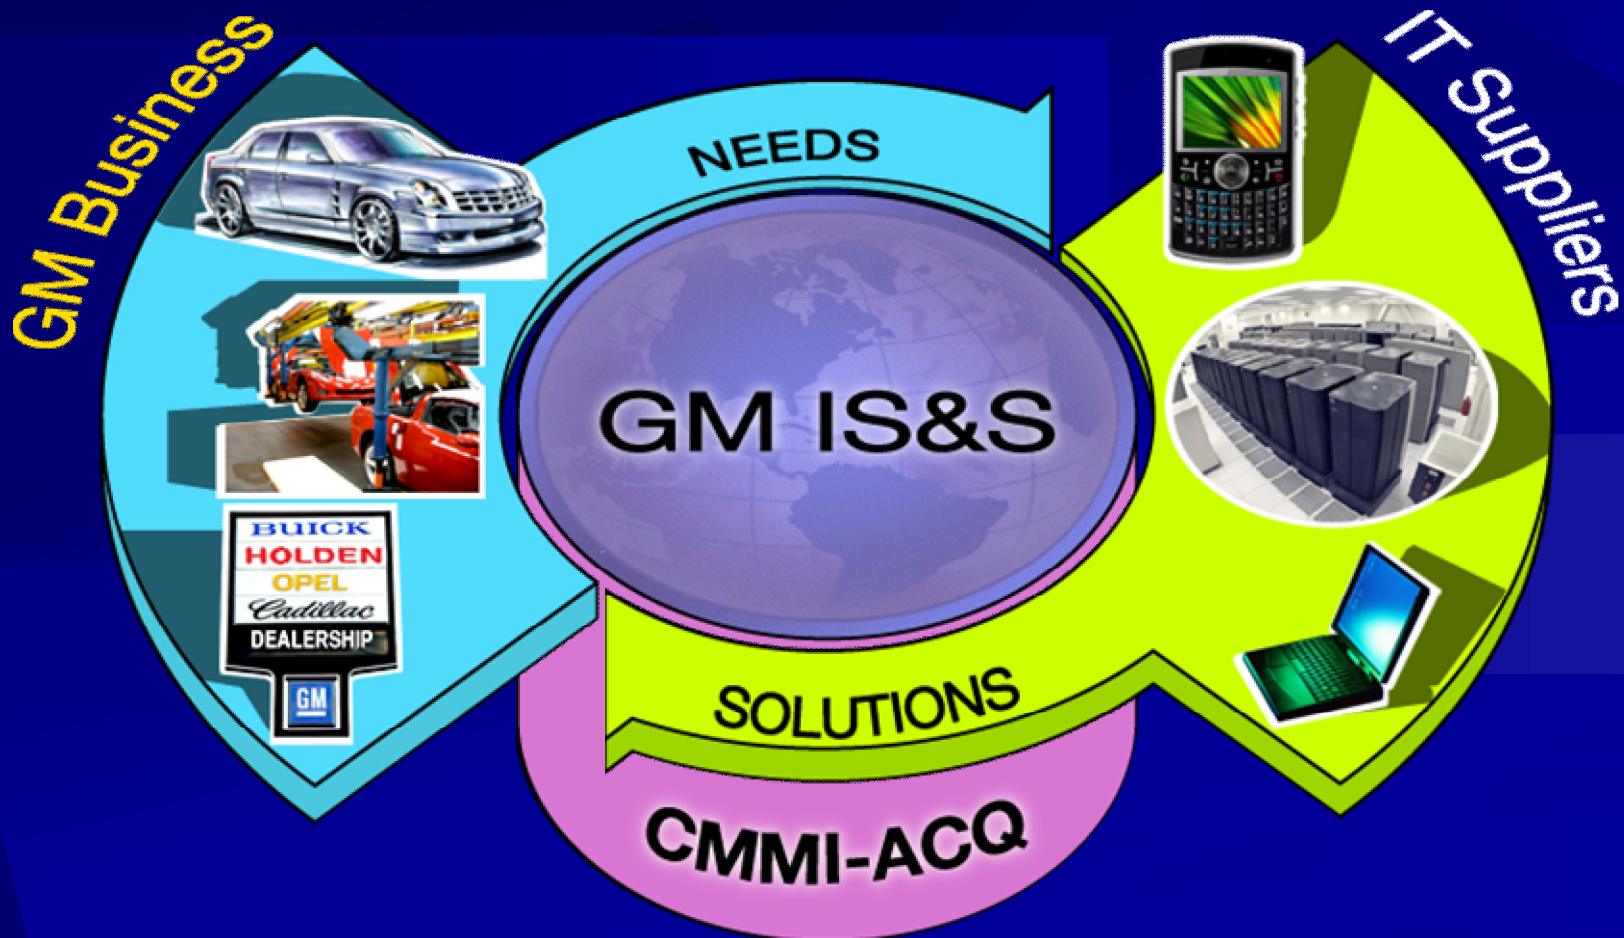 GM Business
IT Suppliers
NEEDS
GM IS&S
BUICK
HOLDEN
OPEL
Cadillac
DEALERSHIP
GM
SOLUTIONS
CMMI-ACQ